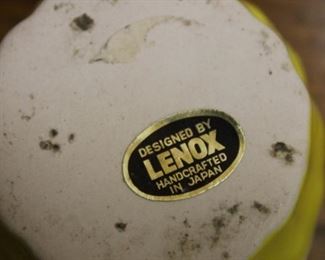 DESIGNED BY
LENOX
HANDCRAFTED
IN JAPAN